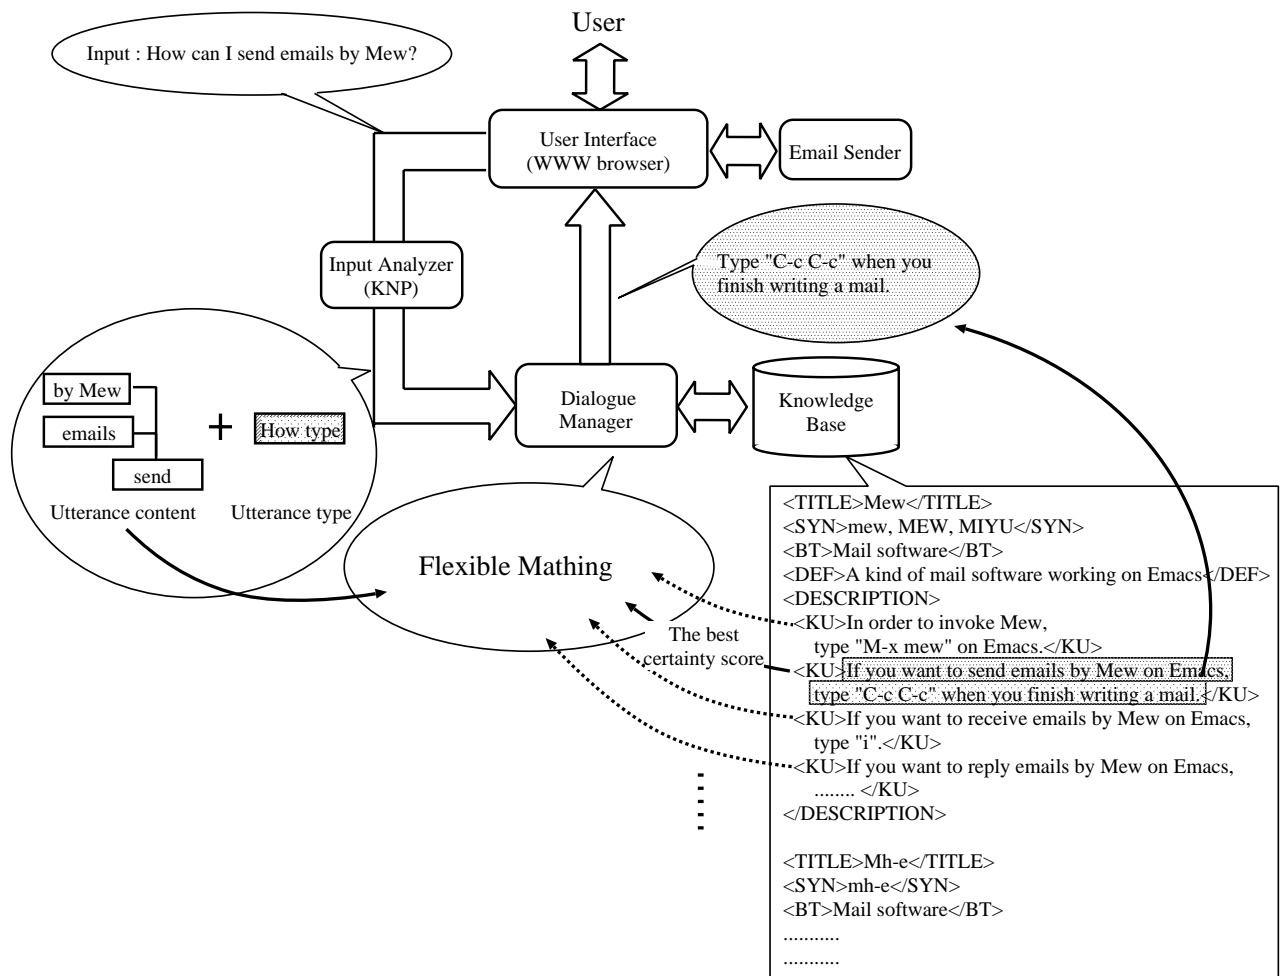 User
Input : How can I send emails by Mew?
User Interface
(WWW browser)
Email Sender
Input Analyzer
(KNP)
Type "C-c C-c" when you
finish writing a mail.
by Mew
emails
send
+
How type
Utterance content
Utterance type
Dialogue
Manager
Knowledge
Base
Flexible Mathing
The best
certainty score
<TITLE>Mew</TITLE>
<SYN>mew, MEW, MIYU</SYN>
<BT>Mail software</BT>
<DEF>A kind of mail software working on Emacs</DEF>
<DESCRIPTION>
<KU>In order to invoke Mew,
type "M-x mew" on Emacs.</KU>
<KU>If you want to send emails by Mew on Emacs,
type "C-c C-c" when you finish writing a mail.</KU>
<KU>If you want to receive emails by Mew on Emacs,
type "i".</KU>
<KU>If you want to reply emails by Mew on Emacs,
........ </KU>
</DESCRIPTION>
<TITLE>Mh-e</TITLE>
<SYN>mh-e</SYN>
<BT>Mail software</BT>
...........
...........